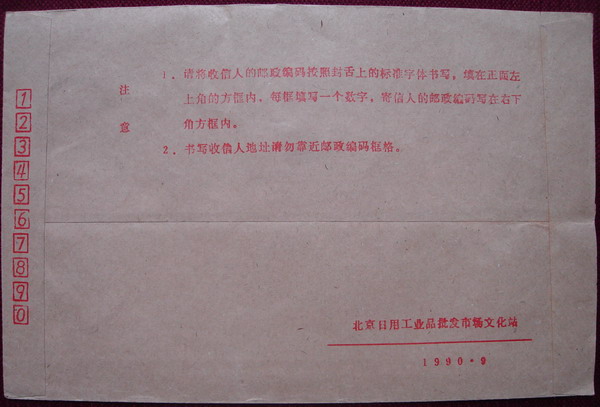 注意
1、请将收信人的邮政编码按照封舌上的标准字体书写，填在正面左
上角的方框内、每框填写一个数字，寄信人的邮政编码写在右下
角方框内。
2、书写收信人地址请勿靠近邮政编码框格。
1
2
3
4
5
6
7
8
9
0
北京日用工业品批发市场文化站
1990·9